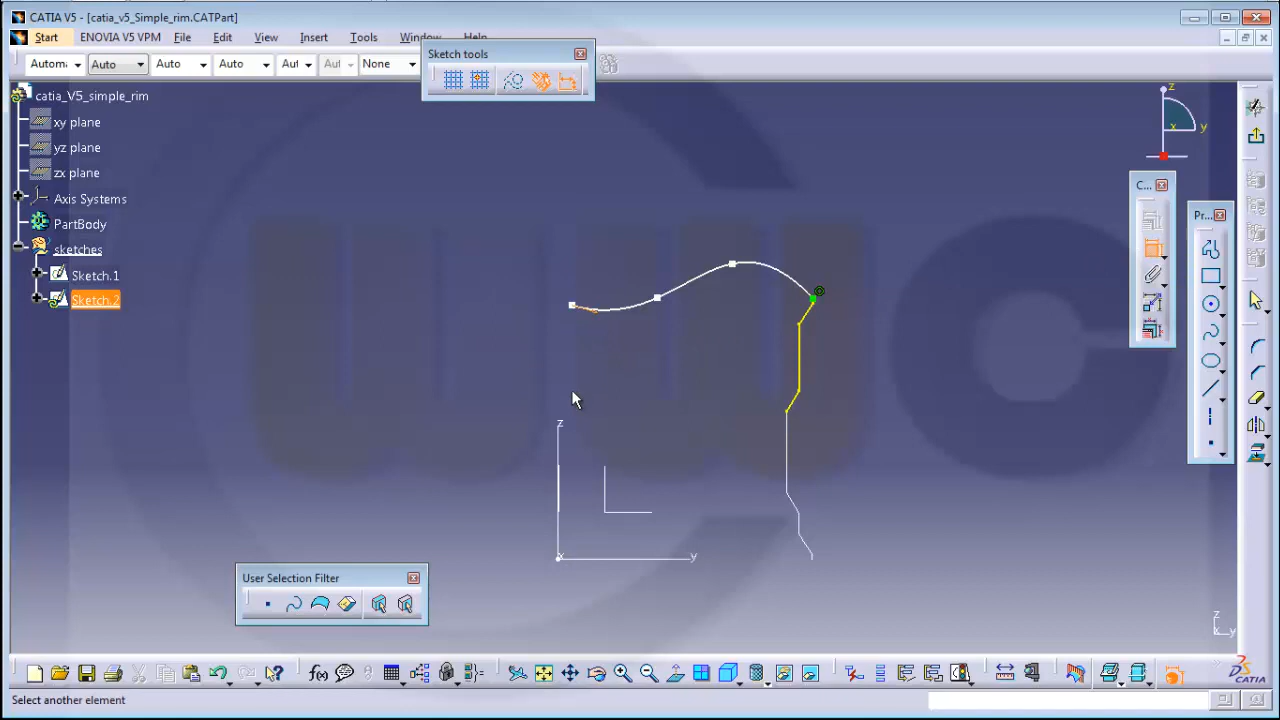 CATIA V5 - [catia_v5_Simple_rim.CATPart]
Start ENOVIA V5 VPM File Edit View Insert Tools Window Help
Automa Auto Auto Auto Aut Aut None
Sketch tools
catia_V5_simple_rim
xy plane
yz plane
zx plane
Axis Systems
PartBody
sketches
Sketch.1
Sketch.2
z
x y
C...
Pr...
z
x y
User Selection Filter
z
x y
f(x)
CATIA
Select another element